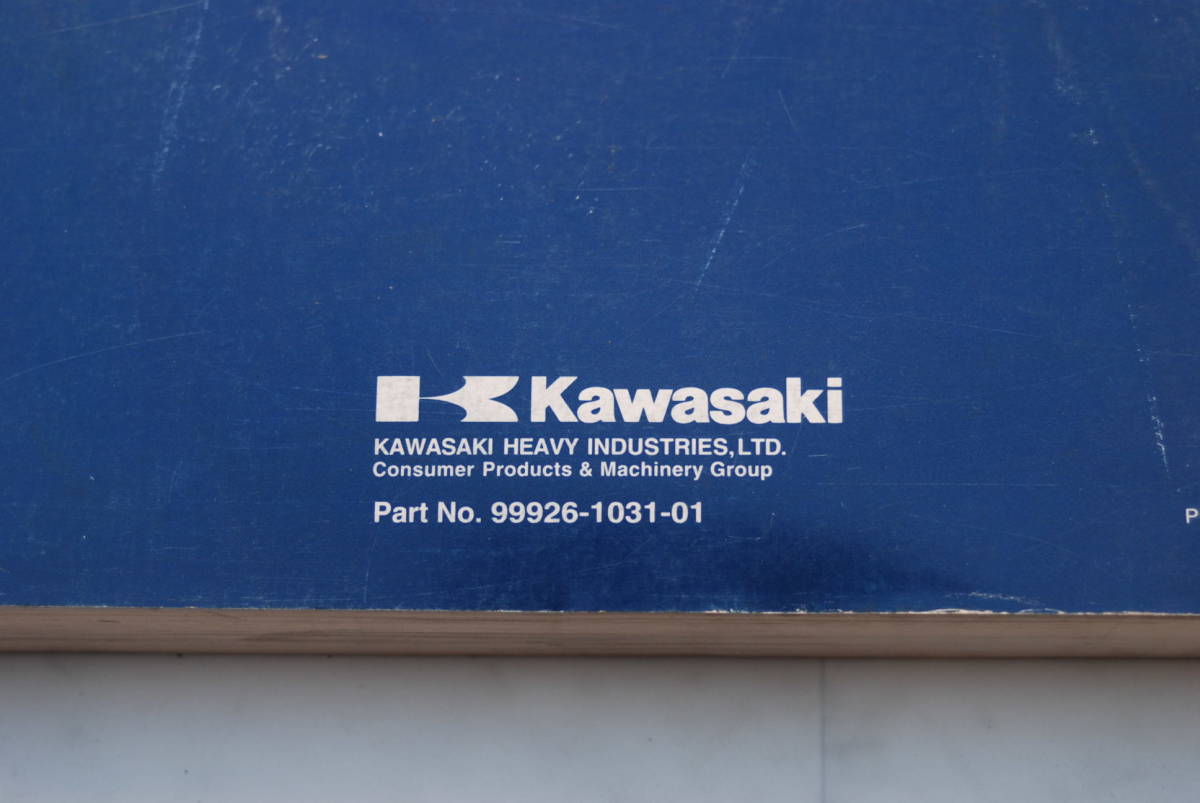 Kawasaki
KAWASAKI HEAVY INDUSTRIES, LTD.
Consumer Products & Machinery Group
Part No. 99926-1031-01
P